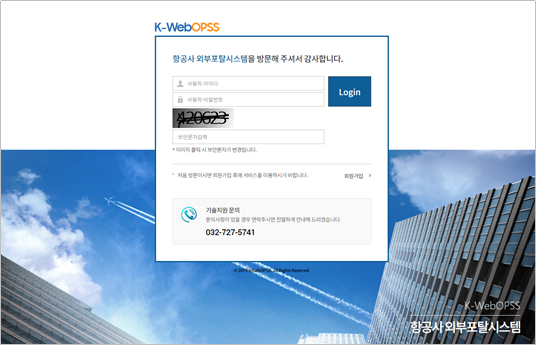 K-WebOPSS
항공사 외부포탈시스템을 방문해 주셔서 감사합니다.
사용자 아이디
Login
사용자 비밀번호
420623
보안문자입력
* 이미지 클릭 시 보안문자가 변경됩니다.
* 처음 방문이시면 회원가입 후에 서비스를 이용하시기 바랍니다.
회원가입 >
기술지원 문의
문의사항이 있을 경우 연락주시면 친절하게 안내해 드리겠습니다.
032-727-5741
All Rights Reserved.
K-WebOPSS
항공사 외부포탈시스템